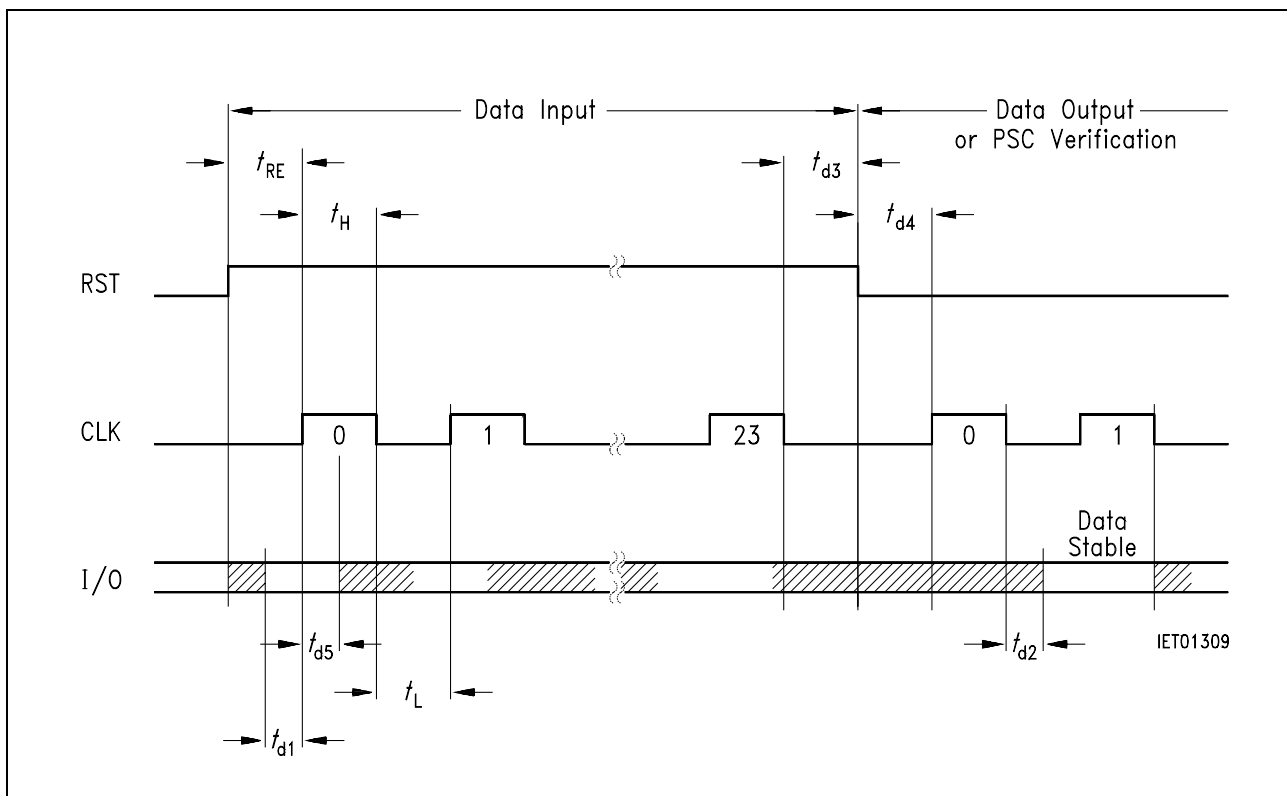 Data Input
Data Output
or PSC Verification
tRE
td3
tH
td4
RST
CLK
0
1
23
0
1
Data
Stable
I/O
td5
td2
IET01309
tL
td1